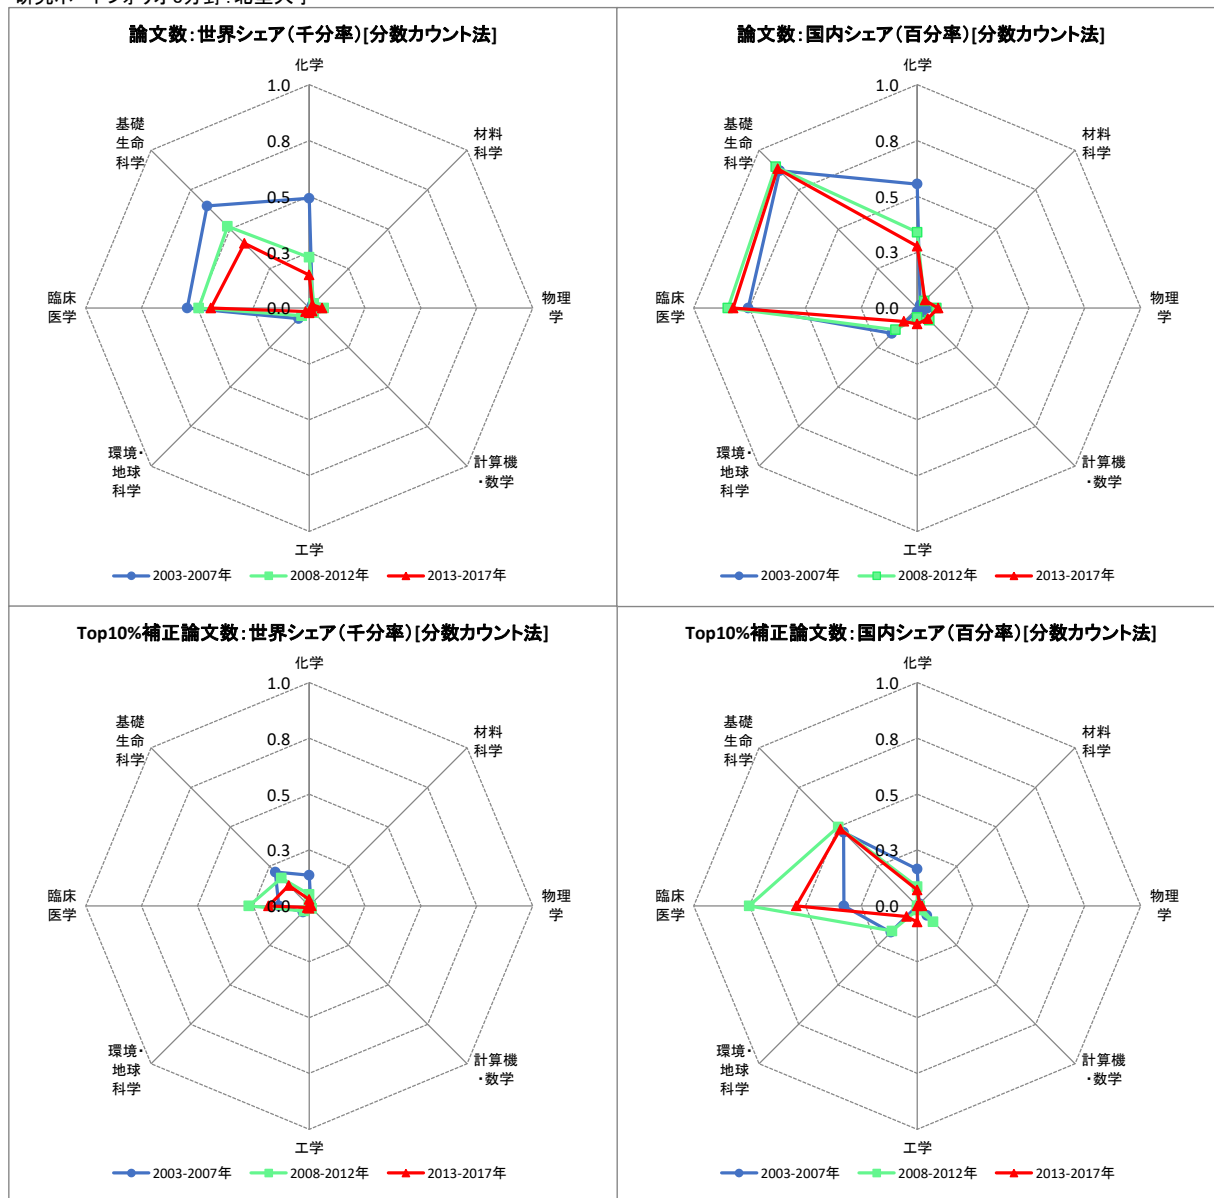 論文数：世界シェア（千分率）[分数カウント法]
化学
1.0
0.8
0.5
0.3
0.0
材料
科学
物理
学
計算機
・数学
工学
環境・
地球
科学
臨床
医学
基礎
生命
科学
2003-2007年 2008-2012年 2013-2017年
論文数：国内シェア（百分率）[分数カウント法]
化学
1.0
0.8
0.5
0.3
0.0
材料
科学
物理
学
計算機
・数学
工学
環境・
地球
科学
臨床
医学
基礎
生命
科学
2003-2007年 2008-2012年 2013-2017年
Top10%補正論文数：世界シェア（千分率）[分数カウント法]
化学
1.0
0.8
0.5
0.3
0.0
材料
科学
物理
学
計算機
・数学
工学
環境・
地球
科学
臨床
医学
基礎
生命
科学
2003-2007年 2008-2012年 2013-2017年
Top10%補正論文数：国内シェア（百分率）[分数カウント法]
化学
1.0
0.8
0.5
0.3
0.0
材料
科学
物理
学
計算機
・数学
工学
環境・
地球
科学
臨床
医学
基礎
生命
科学
2003-2007年 2008-2012年 2013-2017年